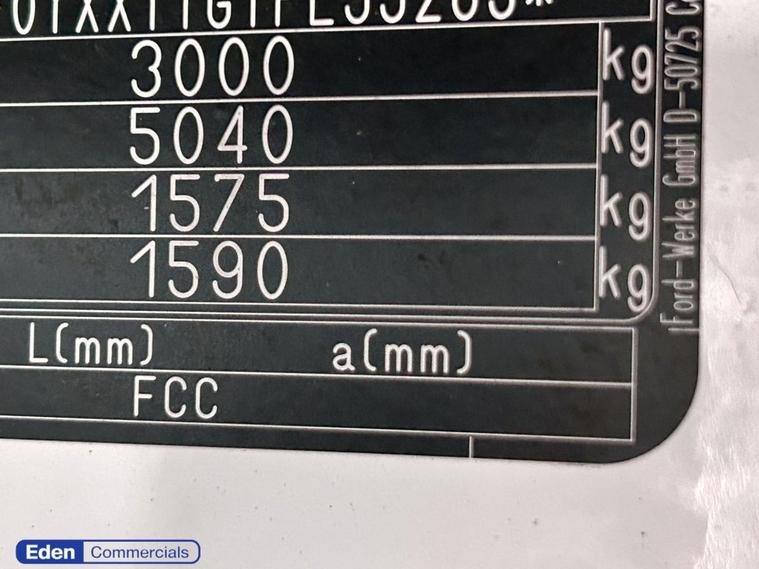 3000 kg
5040 kg
1575 kg
1590 kg
L(mm) a(mm)
FCC
Ford-Werke GmbH D-50725
Eden Commercials